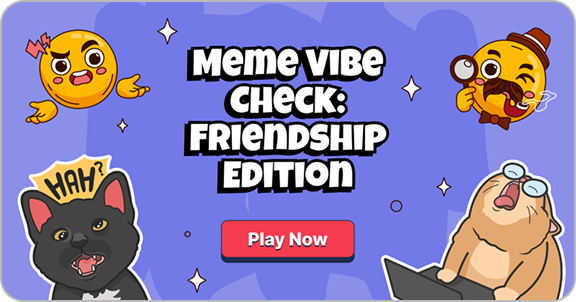 Meme Vibe
Check:
Friendship
Edition
HAH?
Play Now